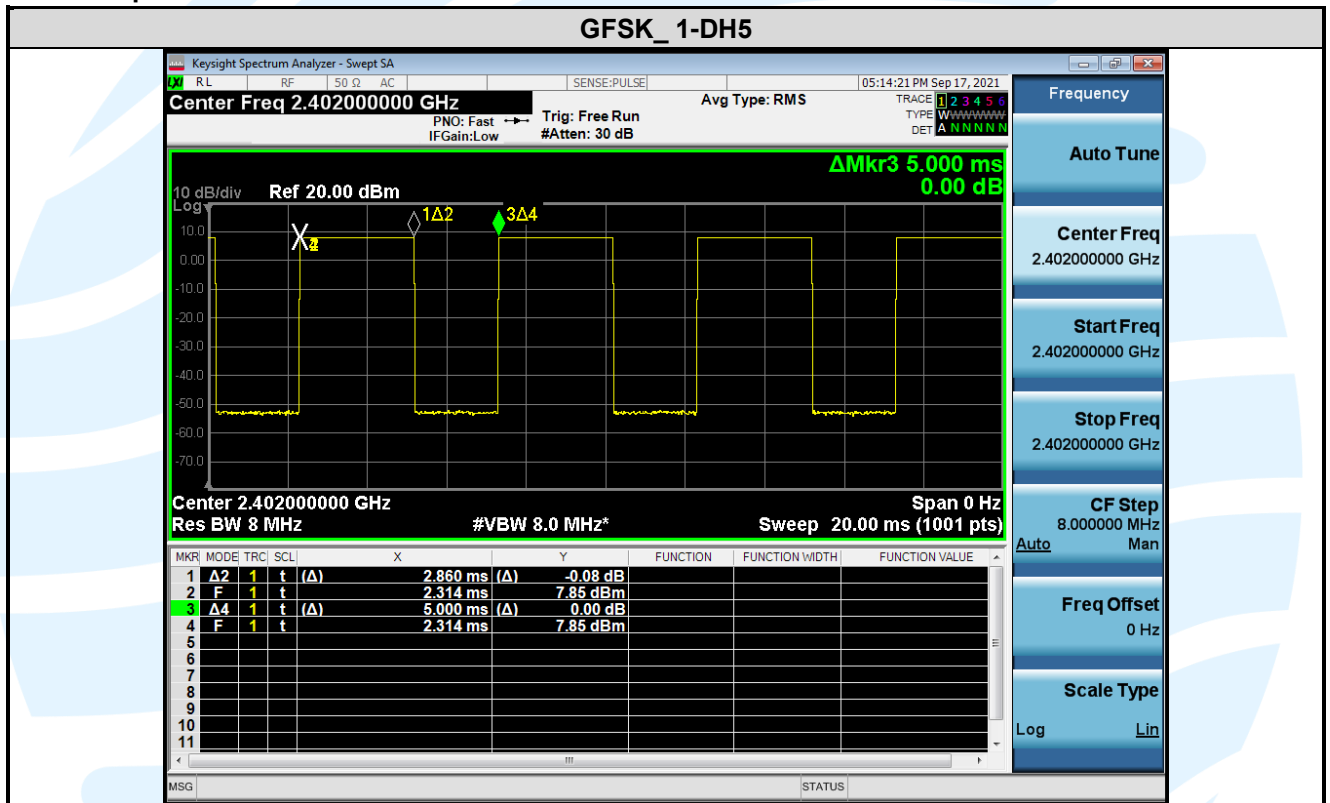 GFSK_ 1-DH5
Keysight Spectrum Analyzer - Swept SA
LXI RL RF 50 Ω AC SENSE:PULSE 05:14:21 PM Sep 17, 2021
Center Freq 2.402000000 GHz
PNO: Fast
IFGain:Low
Trig: Free Run
#Atten: 30 dB
Avg Type: RMS
TRACE 1 2 3 4 5 6
TYPE WWWWWW
DET A N N N N N
ΔMkr3 5.000 ms
0.00 dB
10 dB/div Ref 20.00 dBm
Log
1Δ2
3Δ4
10.0
0.00
-10.0
-20.0
-30.0
-40.0
-50.0
-60.0
-70.0
Center 2.402000000 GHz Span 0 Hz
Res BW 8 MHz #VBW 8.0 MHz* Sweep 20.00 ms (1001 pts)
MKR MODE TRC SCL X Y FUNCTION FUNCTION WIDTH FUNCTION VALUE
1 Δ2 1 t (Δ) 2.860 ms (Δ) -0.08 dB
2 F 1 t 2.314 ms 7.85 dBm
3 Δ4 1 t (Δ) 5.000 ms (Δ) 0.00 dB
4 F 1 t 2.314 ms 7.85 dBm
5
6
7
8
9
10
11
MSG STATUS
Frequency
Auto Tune
Center Freq
2.402000000 GHz
Start Freq
2.402000000 GHz
Stop Freq
2.402000000 GHz
CF Step
8.000000 MHz
Auto Man
Freq Offset
0 Hz
Scale Type
Log Lin